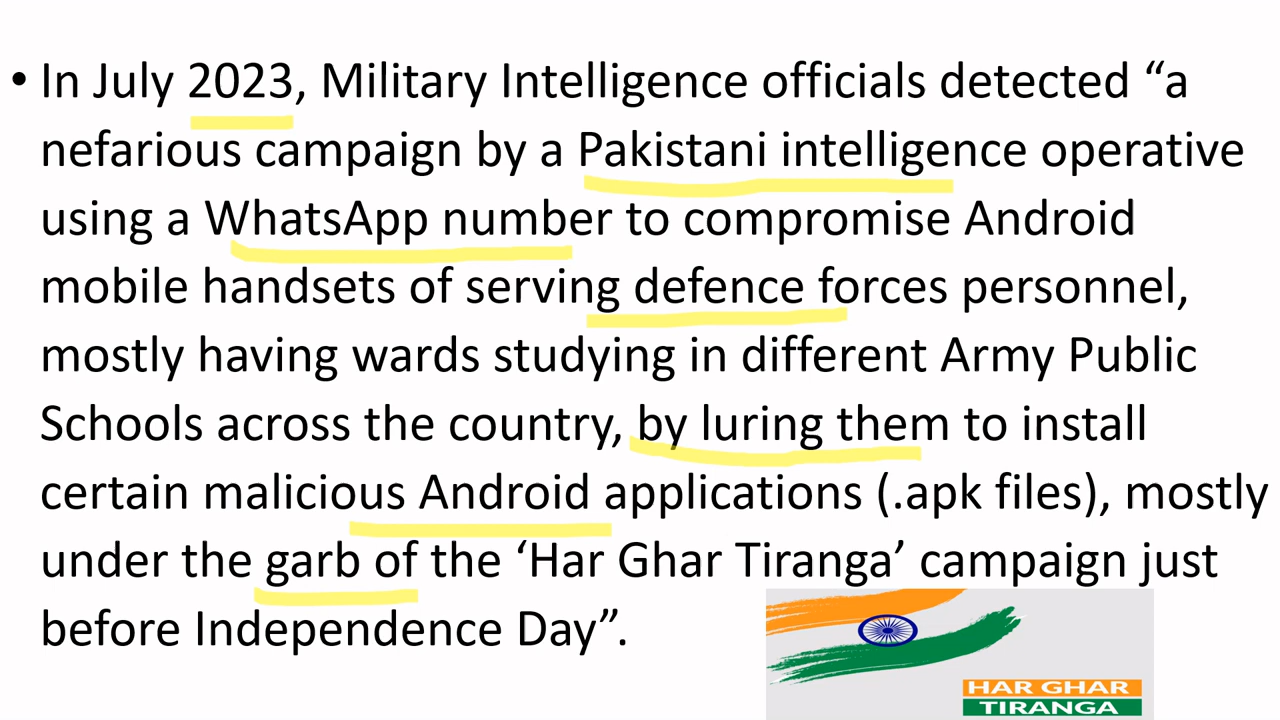 • In July 2023, Military Intelligence officials detected “a
nefarious campaign by a Pakistani intelligence operative
using a WhatsApp number to compromise Android
mobile handsets of serving defence forces personnel,
mostly having wards studying in different Army Public
Schools across the country, by luring them to install
certain malicious Android applications (.apk files), mostly
under the garb of the ‘Har Ghar Tiranga’ campaign just
before Independence Day”.
HAR GHAR
TIRANGA